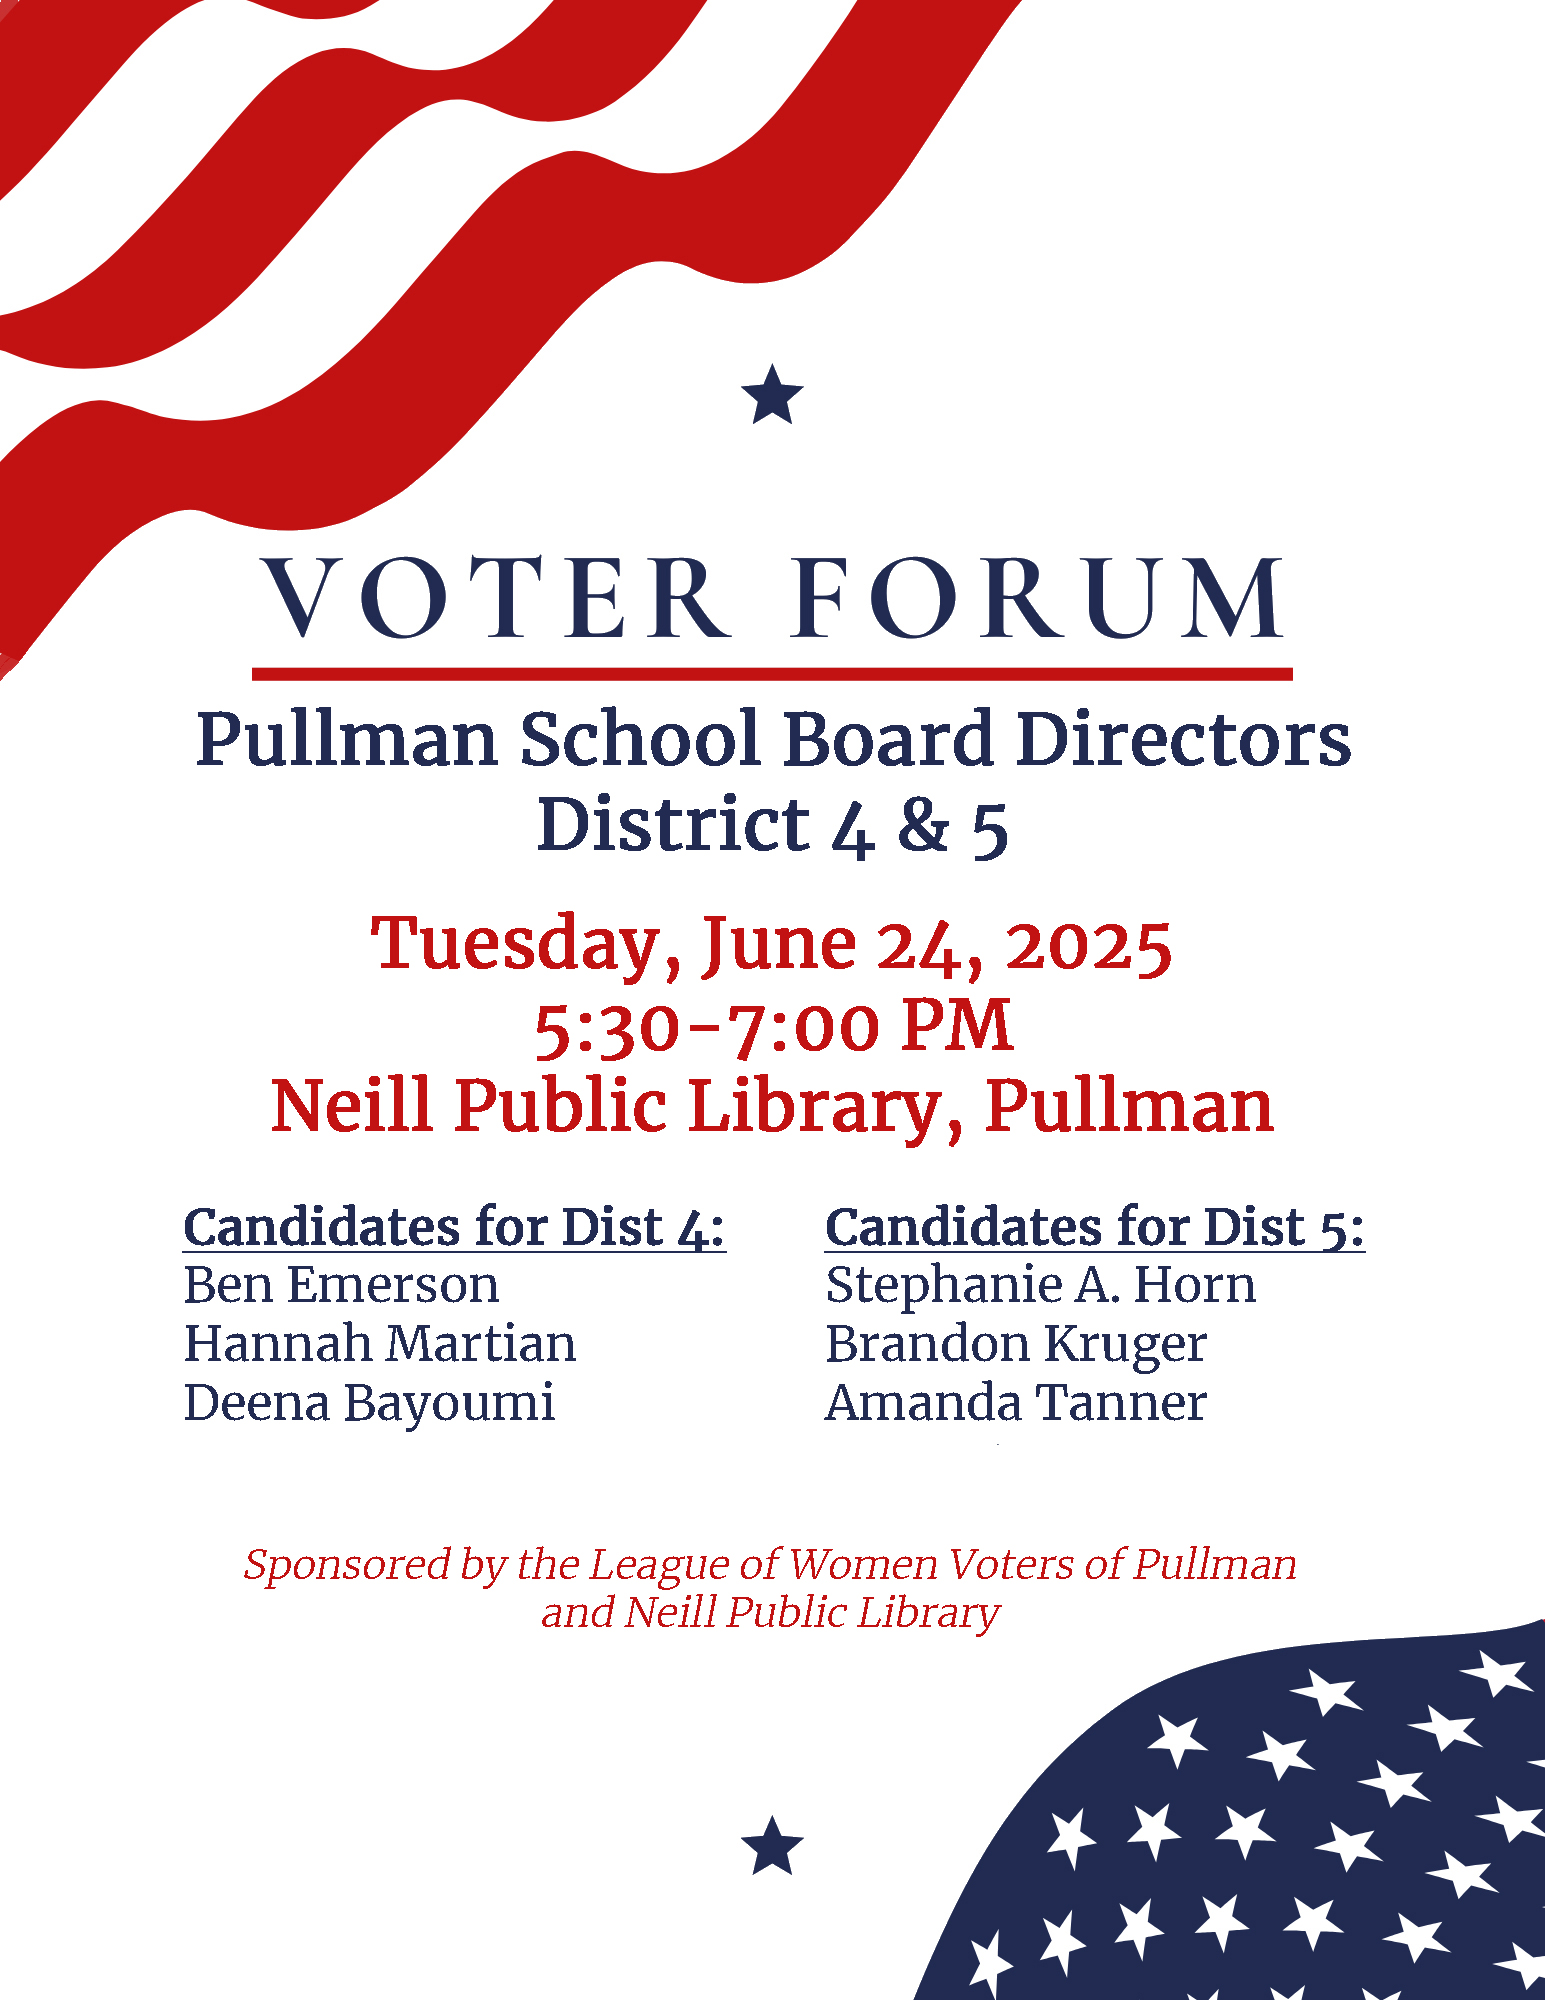 VOTER FORUM
Pullman School Board Directors
District 4 & 5
Tuesday, June 24, 2025
5:30-7:00 PM
Neill Public Library, Pullman
Candidates for Dist 4:
Ben Emerson
Hannah Martian
Deena Bayoumi
Candidates for Dist 5:
Stephanie A. Horn
Brandon Kruger
Amanda Tanner
Sponsored by the League of Women Voters of Pullman
and Neill Public Library